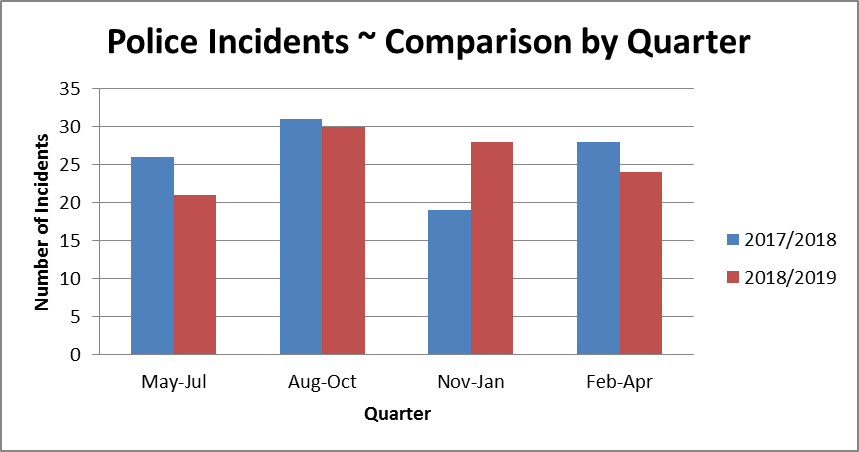 Police Incidents ~ Comparison by Quarter
Number of Incidents
35
30
25
20
15
10
5
0
May-Jul Aug-Oct Nov-Jan Feb-Apr
Quarter
2017/2018
2018/2019